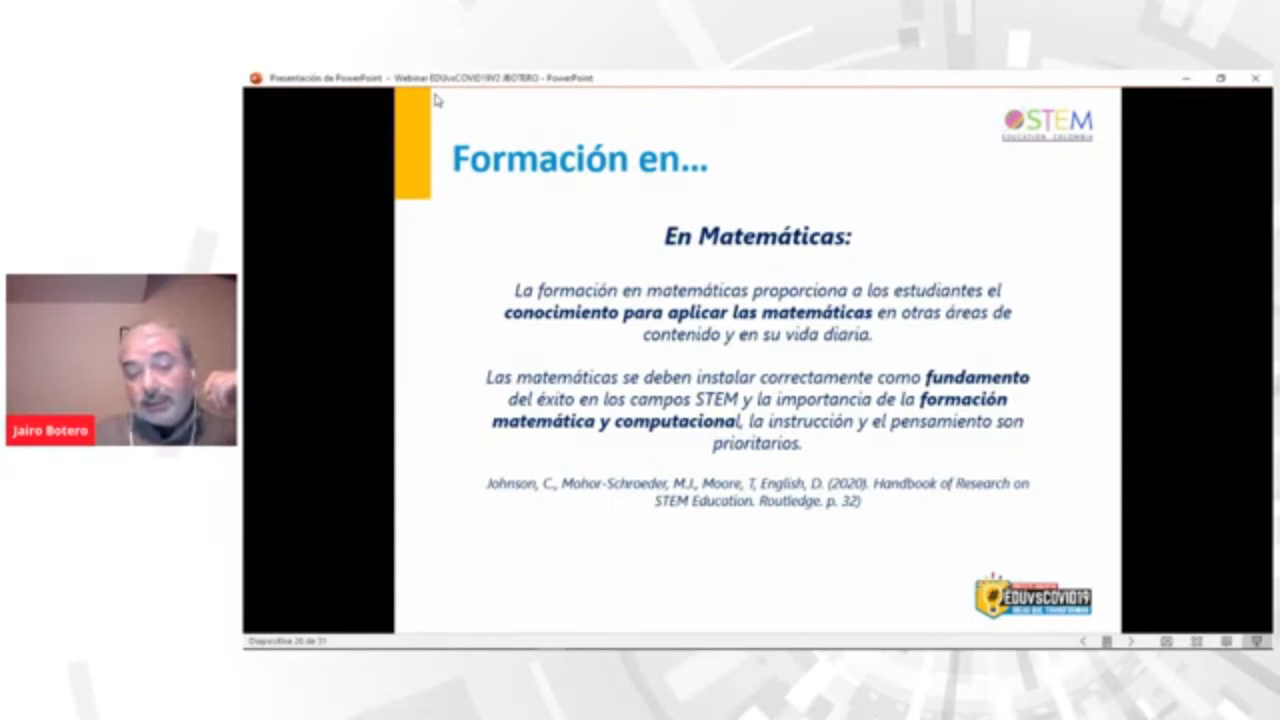 Presentación de PowerPoint - Webinar EDUvsCOVID19V2 JBOTERO - PowerPoint
STEM
EDUCATION COLOMBIA
Formación en...
En Matemáticas:
La formación en matemáticas proporciona a los estudiantes el
conocimiento para aplicar las matemáticas en otras áreas de
contenido y en su vida diaria.
Las matemáticas se deben instalar correctamente como fundamento
del éxito en los campos STEM y la importancia de la formación
matemática y computacional, la instrucción y el pensamiento son
prioritarios.
Johnson, C., Mohor-Schroeder, M.J., Moore, T, English, D. (2020). Handbook of Research on
STEM Education. Routledge. p. 32)
Jairo Botero
#EDUvsCOVID19
IDEAS QUE TRANSFORMAN
Diapositiva 20 de 31